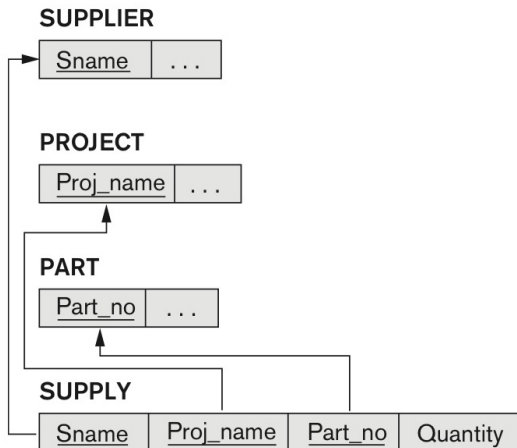 SUPPLIER
Sname ...
PROJECT
Proj_name ...
PART
Part_no ...
SUPPLY
Sname Proj_name Part_no Quantity